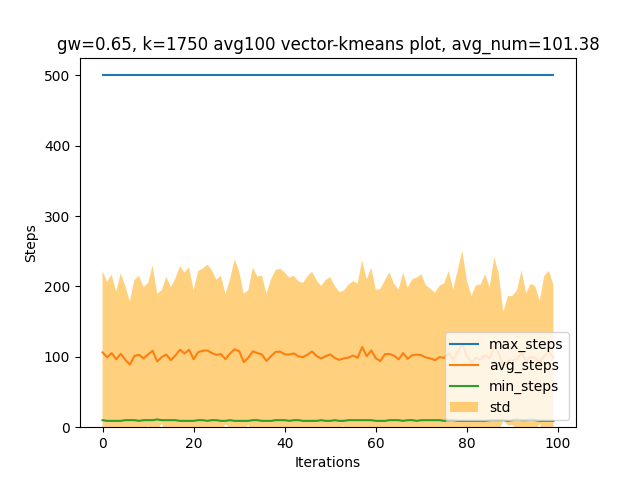 gw=0.65, k=1750 avg100 vector-kmeans plot, avg_num=101.38
500
400
300
200
100
0
Steps
max_steps
avg_steps
min_steps
std
0 20 40 60 80 100
Iterations